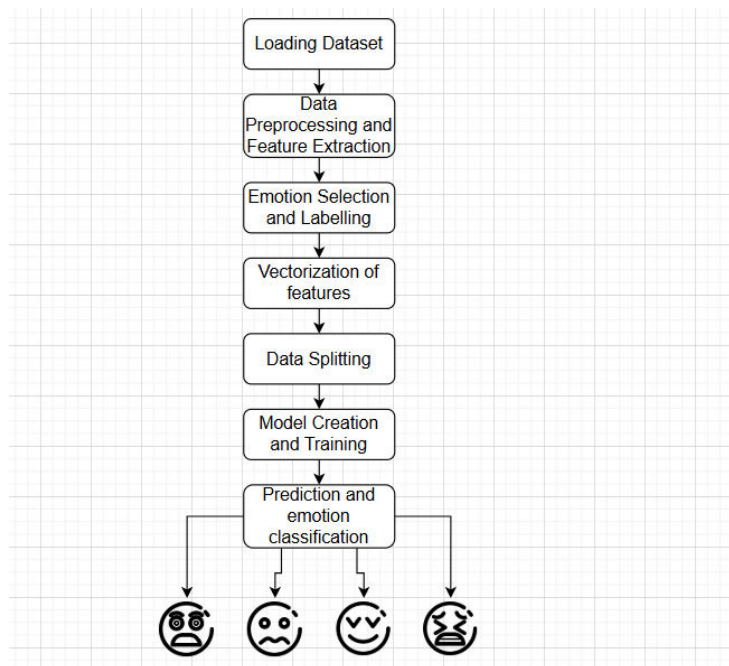 Loading Dataset
Data
Preprocessing and
Feature Extraction
Emotion Selection
and Labelling
Vectorization of
features
Data Splitting
Model Creation
and Training
Prediction and
emotion
classification